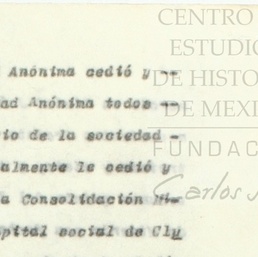 CENTRO
ESTUDIO
DE HISTO
DE MEXI
FUNDAC
Carlos
Anónima cedió y --
ad Anónima todos --
io de la sociedad -
almente le cedió y
a Consolidación Mi-
pital social de Cly